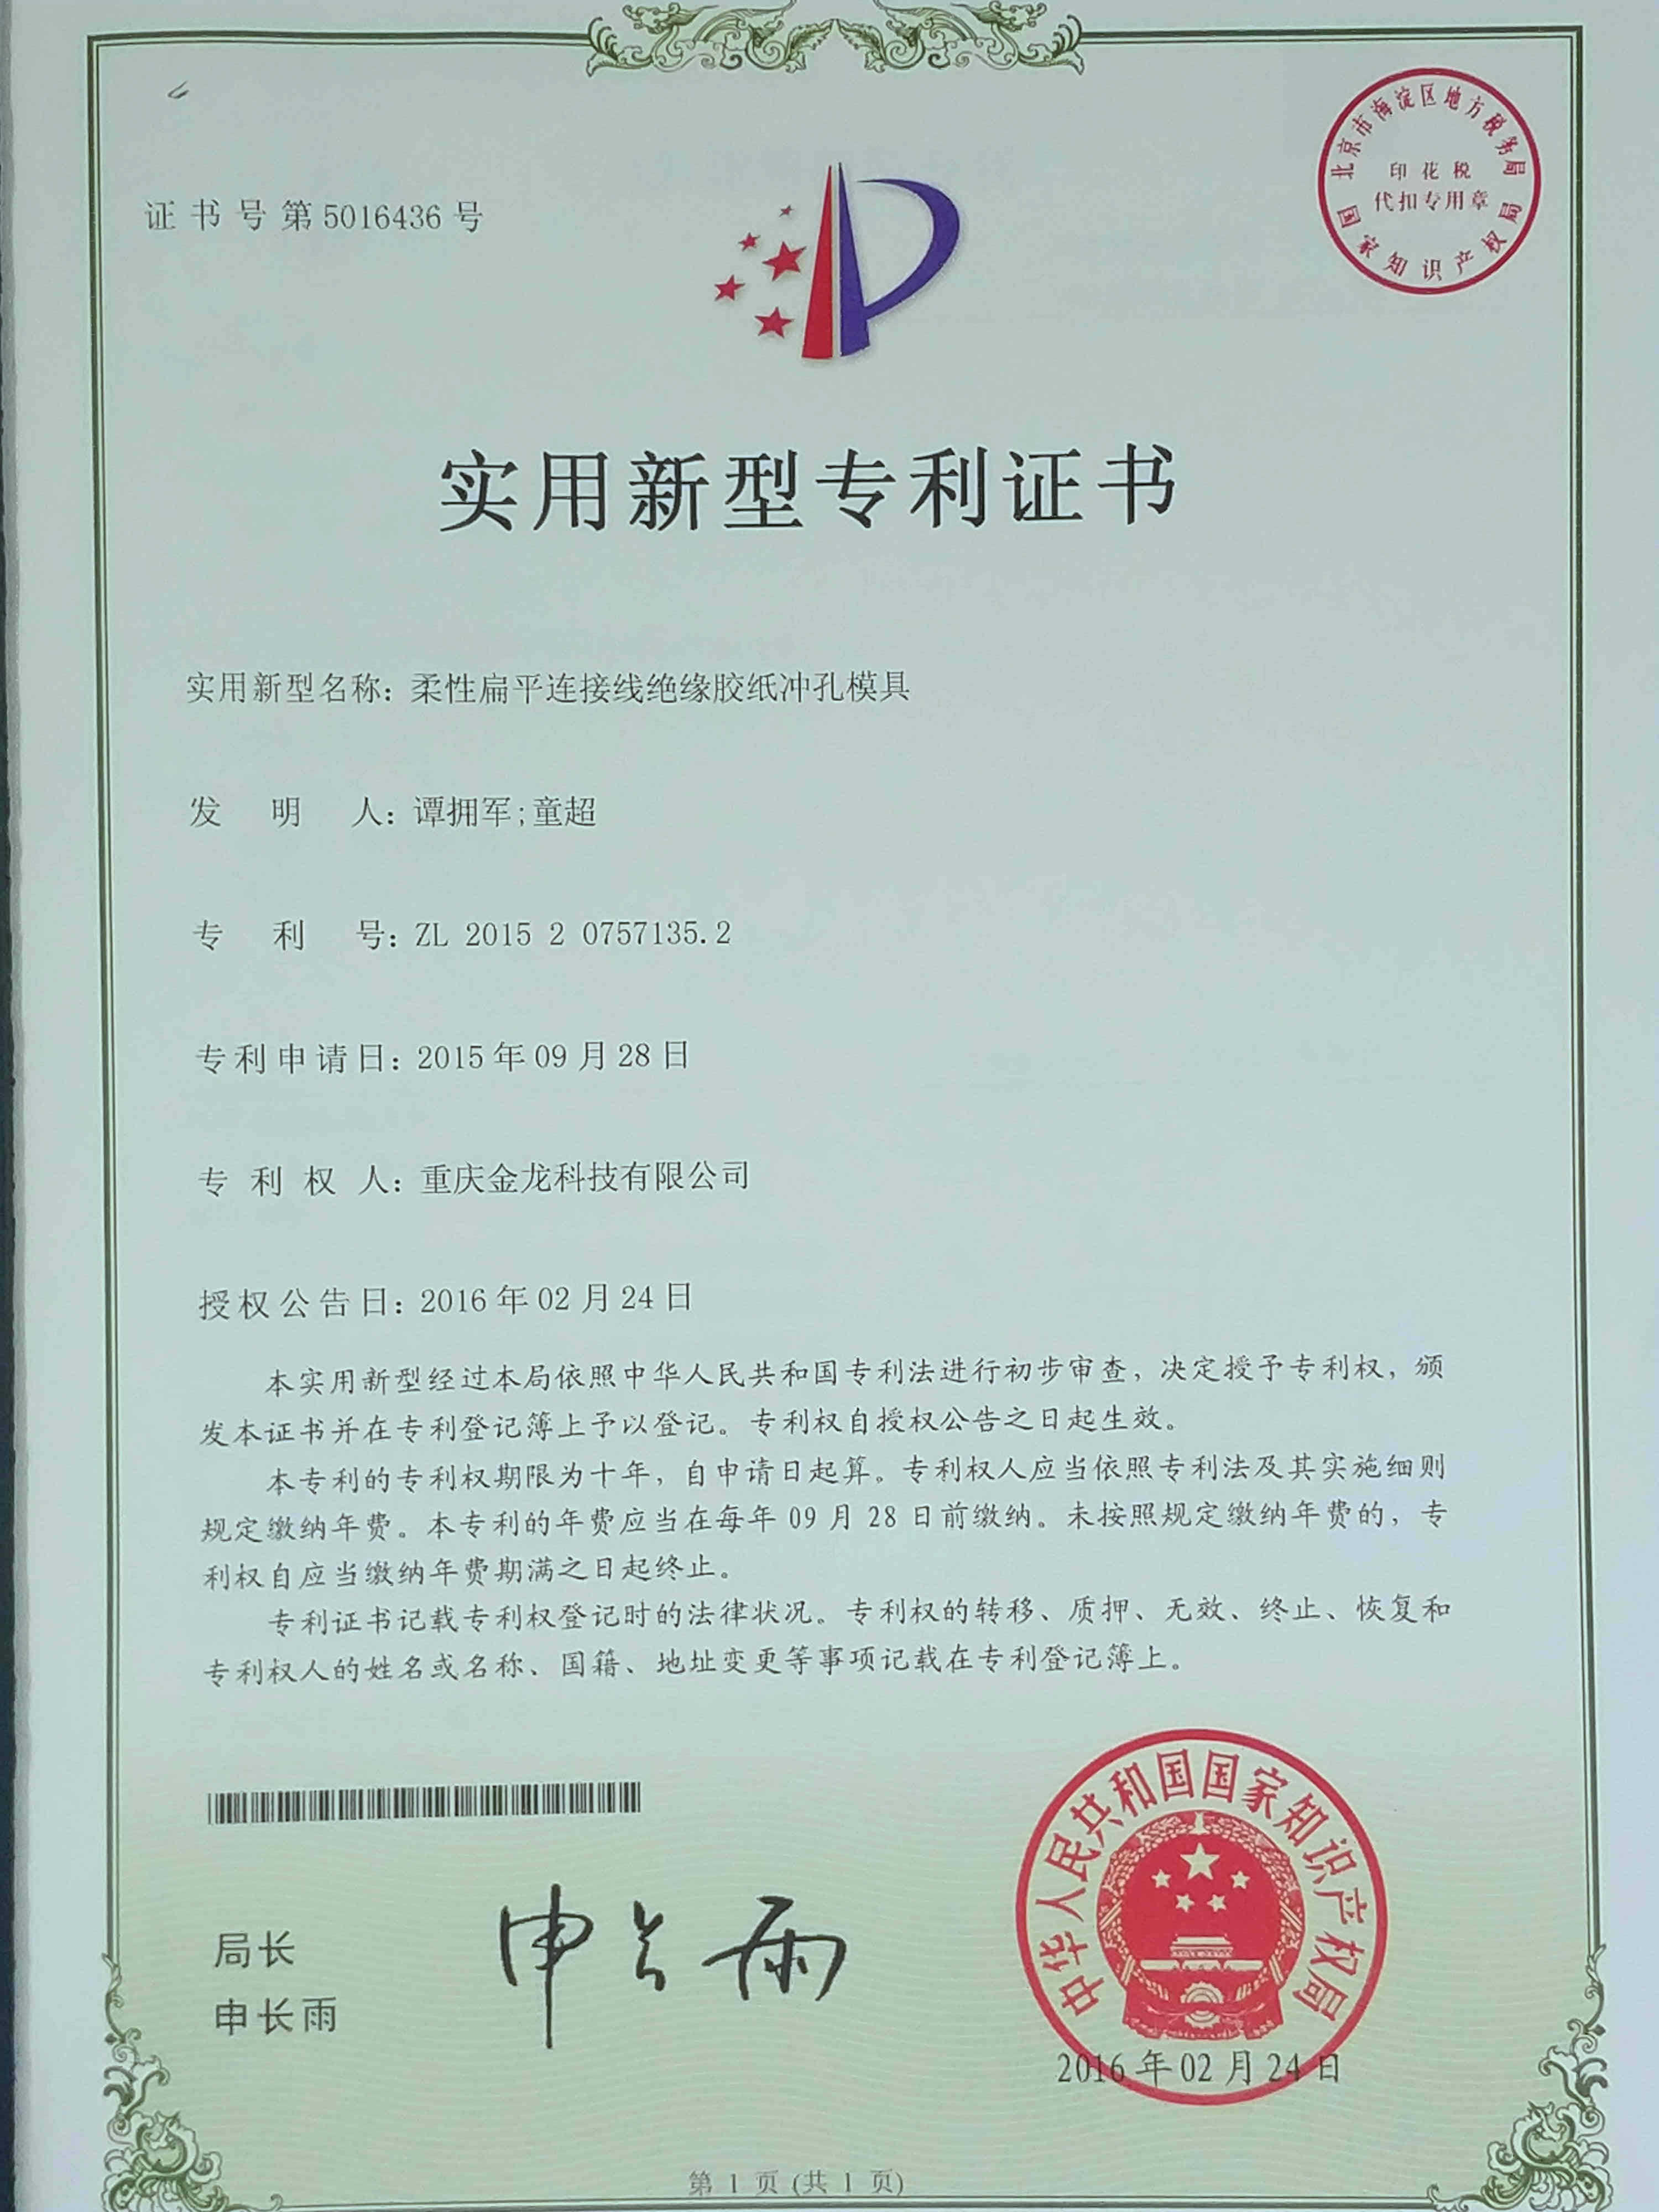 证书号第5016436号
北京市海淀区地方税务局
印花税
代扣专用章
国家知识产权局
实用新型专利证书
实用新型名称：柔性扁平连接线绝缘胶纸冲孔模具
发明人：谭拥军;童超
专利号：ZL 2015 2 0757135.2
专利申请日：2015年09月28日
专利权人：重庆金龙科技有限公司
授权公告日：2016年02月24日
本实用新型经过本局依照中华人民共和国专利法进行初步审查，决定授予专利权，颁
发本证书并在专利登记簿上予以登记。专利权自授权公告之日起生效。
本专利的专利权期限为十年，自申请日起算。专利权人应当依照专利法及其实施细则
规定缴纳年费。本专利的年费应当在每年09月28日前缴纳。未按照规定缴纳年费的，专
利权自应当缴纳年费期满之日起终止。
专利证书记载专利权登记时的法律状况。专利权的转移、质押、无效、终止、恢复和
专利权人的姓名或名称、国籍、地址变更等事项记载在专利登记簿上。
局长
申长雨
申长雨
中华人民共和国国家知识产权局
2016年02月24日
第1页(共1页)